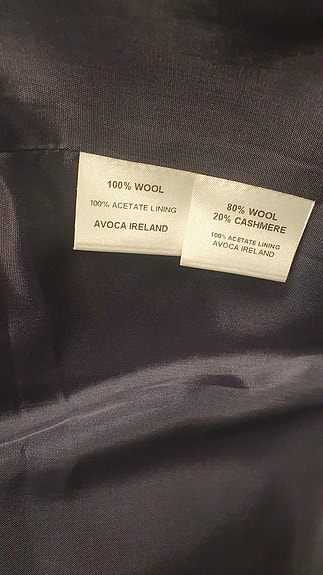 100% WOOL
100% ACETATE LINING
AVOCA IRELAND
80% WOOL
20% CASHMERE
100% ACETATE LINING
AVOCA IRELAND